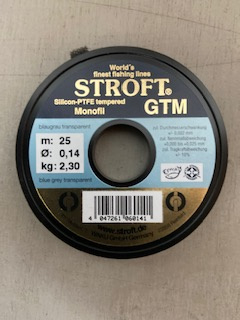 World's
finest fishing lines
STROFT®
Silicon-PTFE tempered
Monofil
GTM
blaugrau transparent
m: 25
Ø: 0,14
kg: 2,30
blue grey transparent
4 047261 060141
www.stroft.de